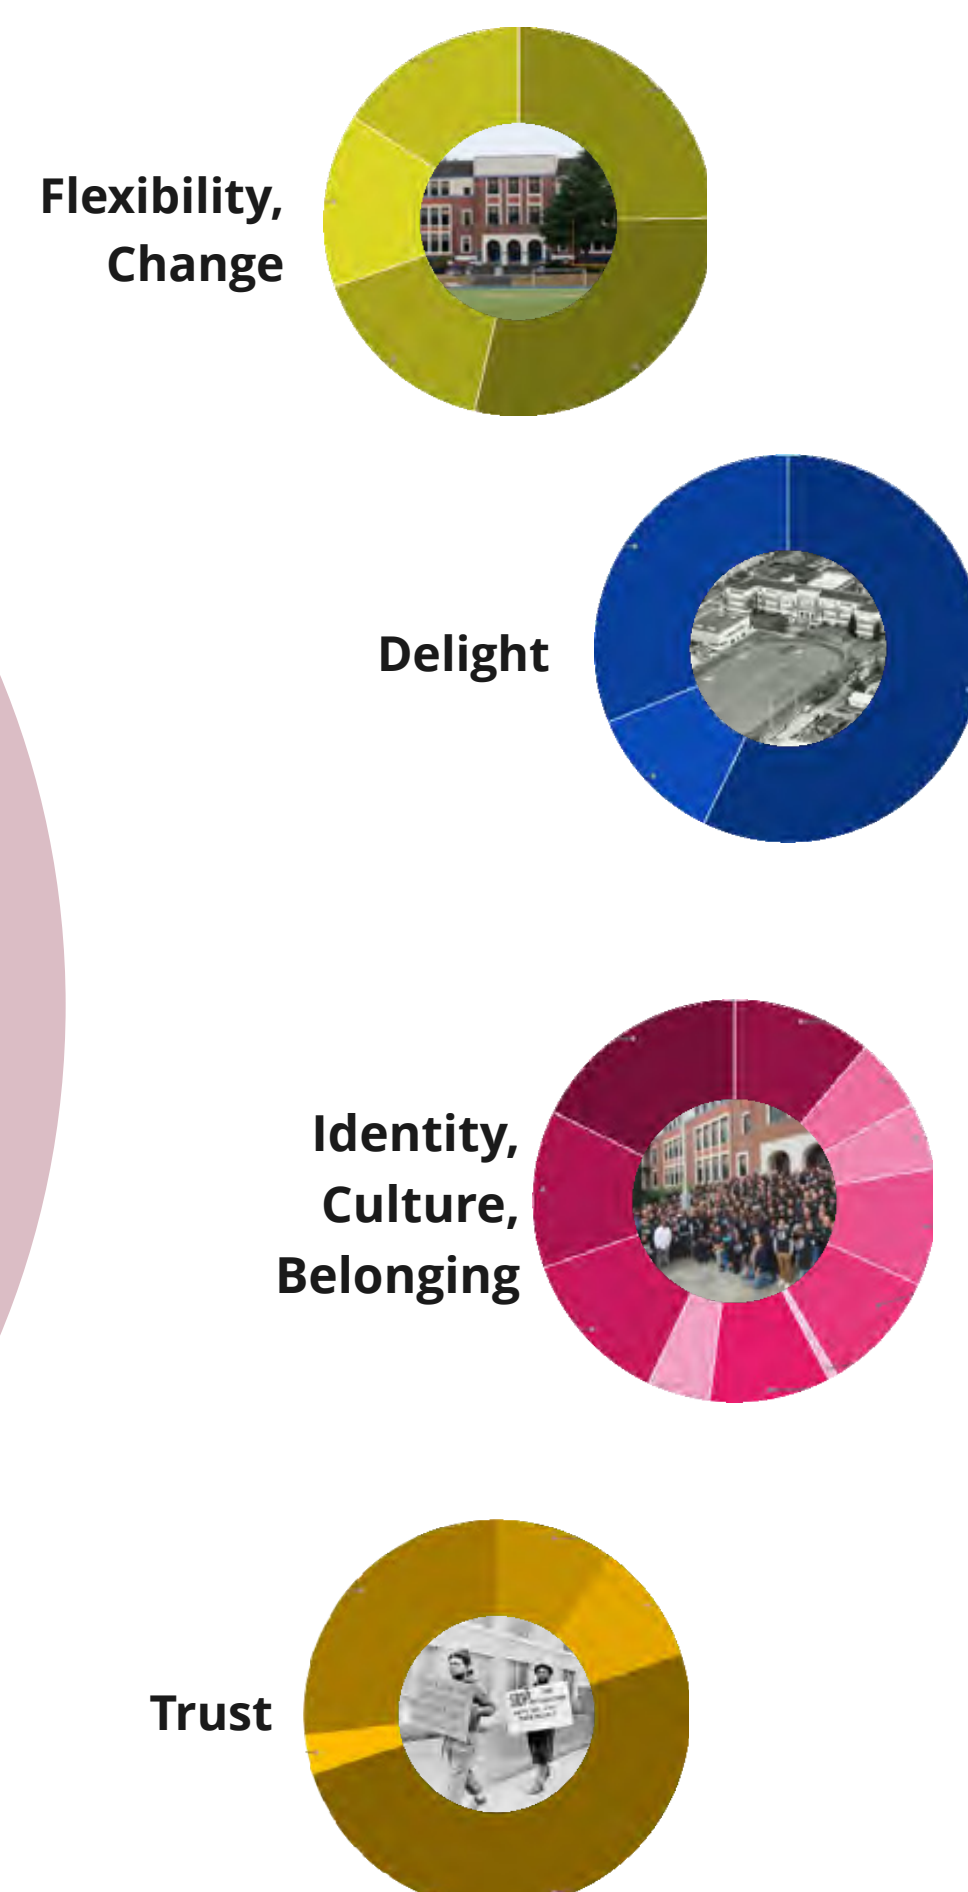 Flexibility,
Change
Delight
Identity,
Culture,
Belonging
Trust